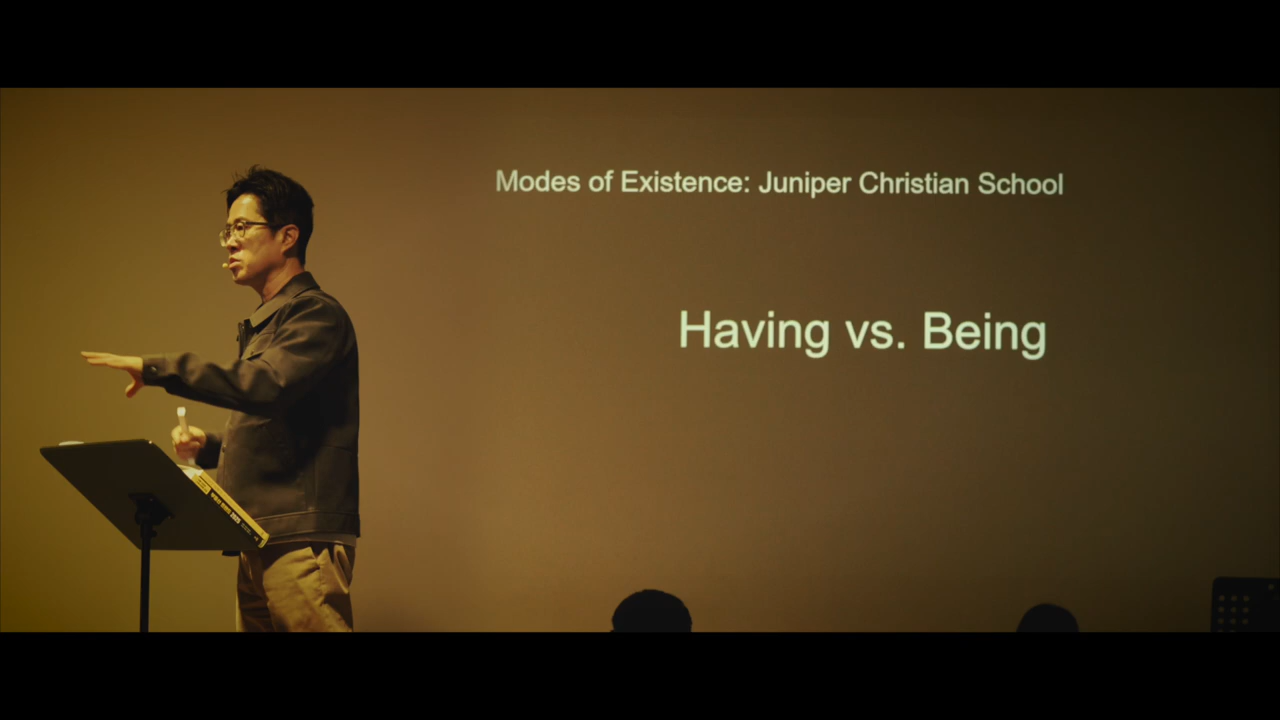 Modes of Existence: Juniper Christian School
Having vs. Being